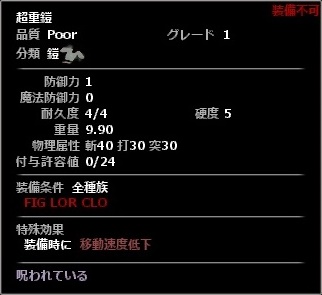 装備不可
超重鎧
品質 Poor グレード 1
分類 鎧
防御力 1
魔法防御力 0
耐久度 4/4 硬度 5
重量 9.90
物理属性 斬40 打30 突30
付与許容値 0/24
装備条件 全種族
FIG LOR CLO
特殊効果
装備時に 移動速度低下
呪われている